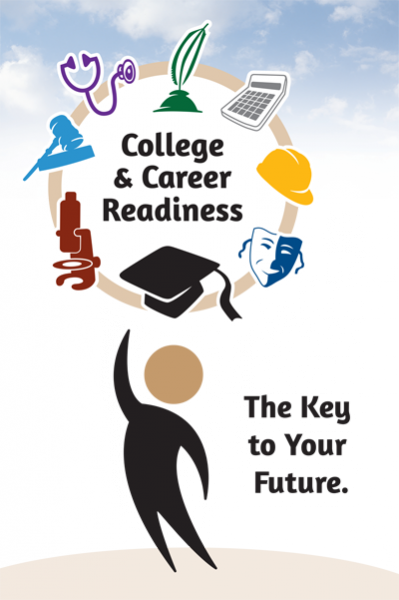 College
& Career
Readiness
The Key
to Your
Future.